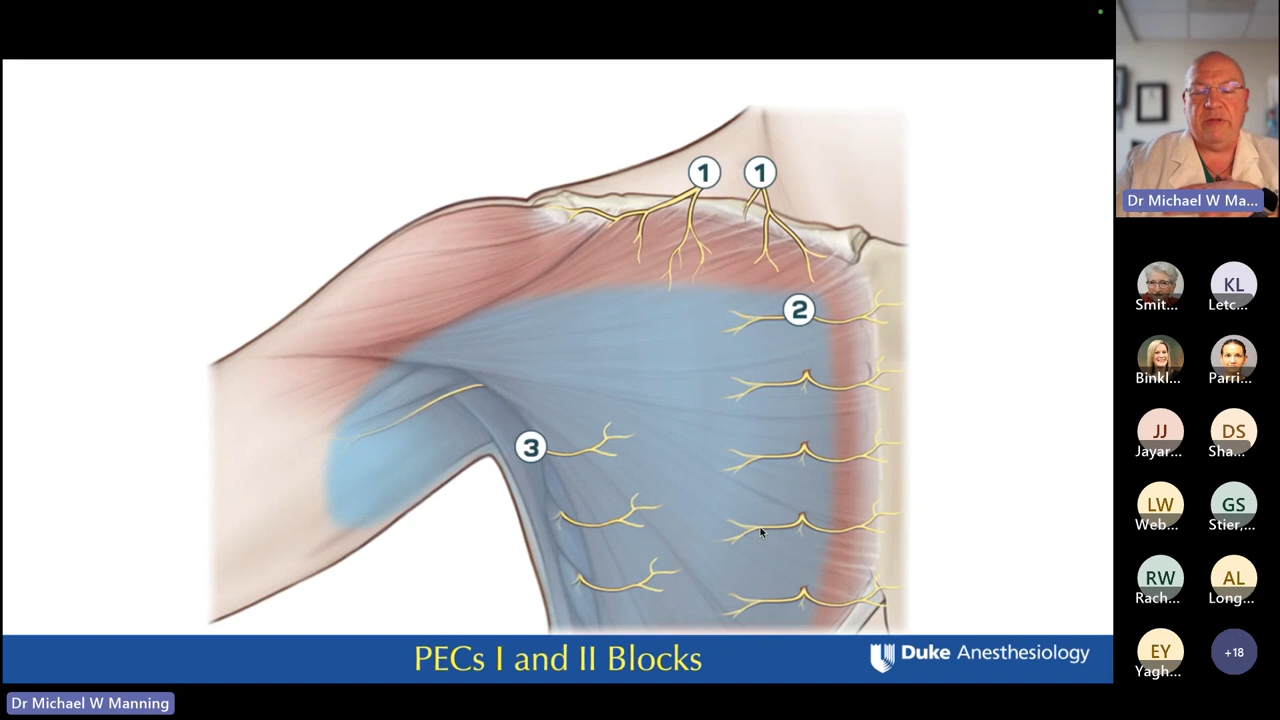 1
1
2
3
PECs I and II Blocks
Duke Anesthesiology
Dr Michael W Manning
Dr Michael W Ma...
Smit...
KL
Letc...
Binkl...
Parri...
JJ
Jayar...
DS
Sha...
LW
Web...
GS
Stier,...
RW
Rach...
AL
Long...
EY
Yagh...
+18